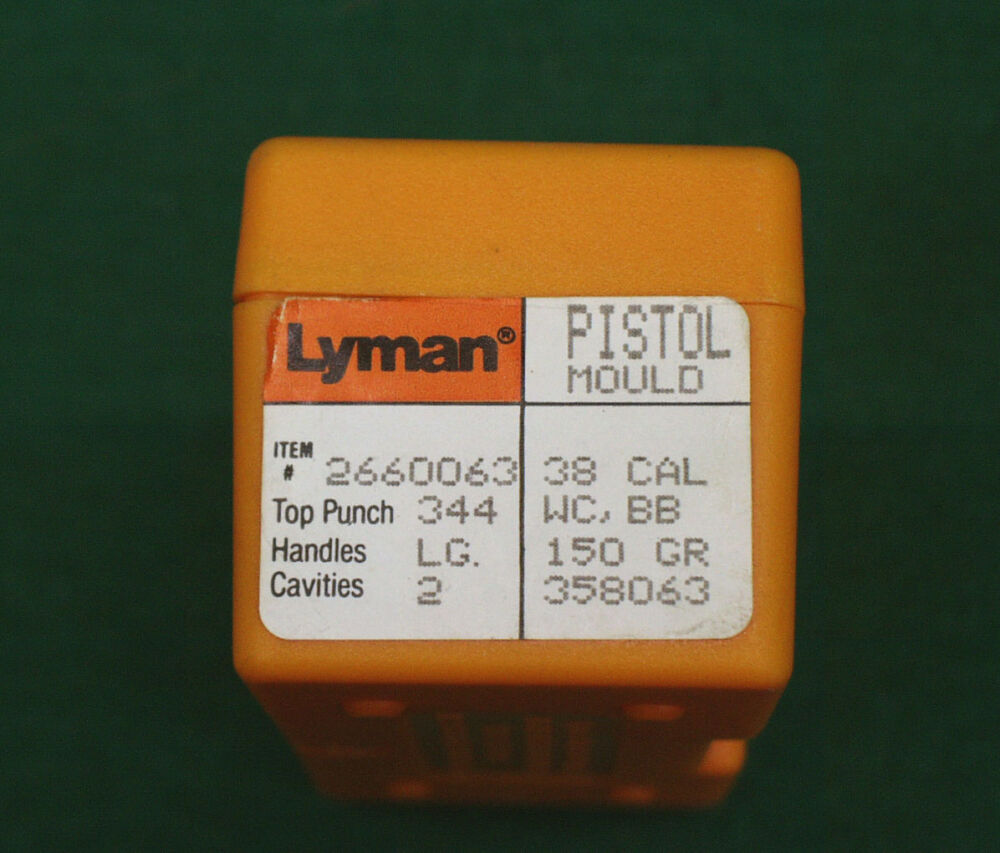 Lyman®
PISTOL
MOULD
ITEM
# 2660063
Top Punch 344
Handles LG.
Cavities 2
38 CAL
WC, BB
150 GR
358063